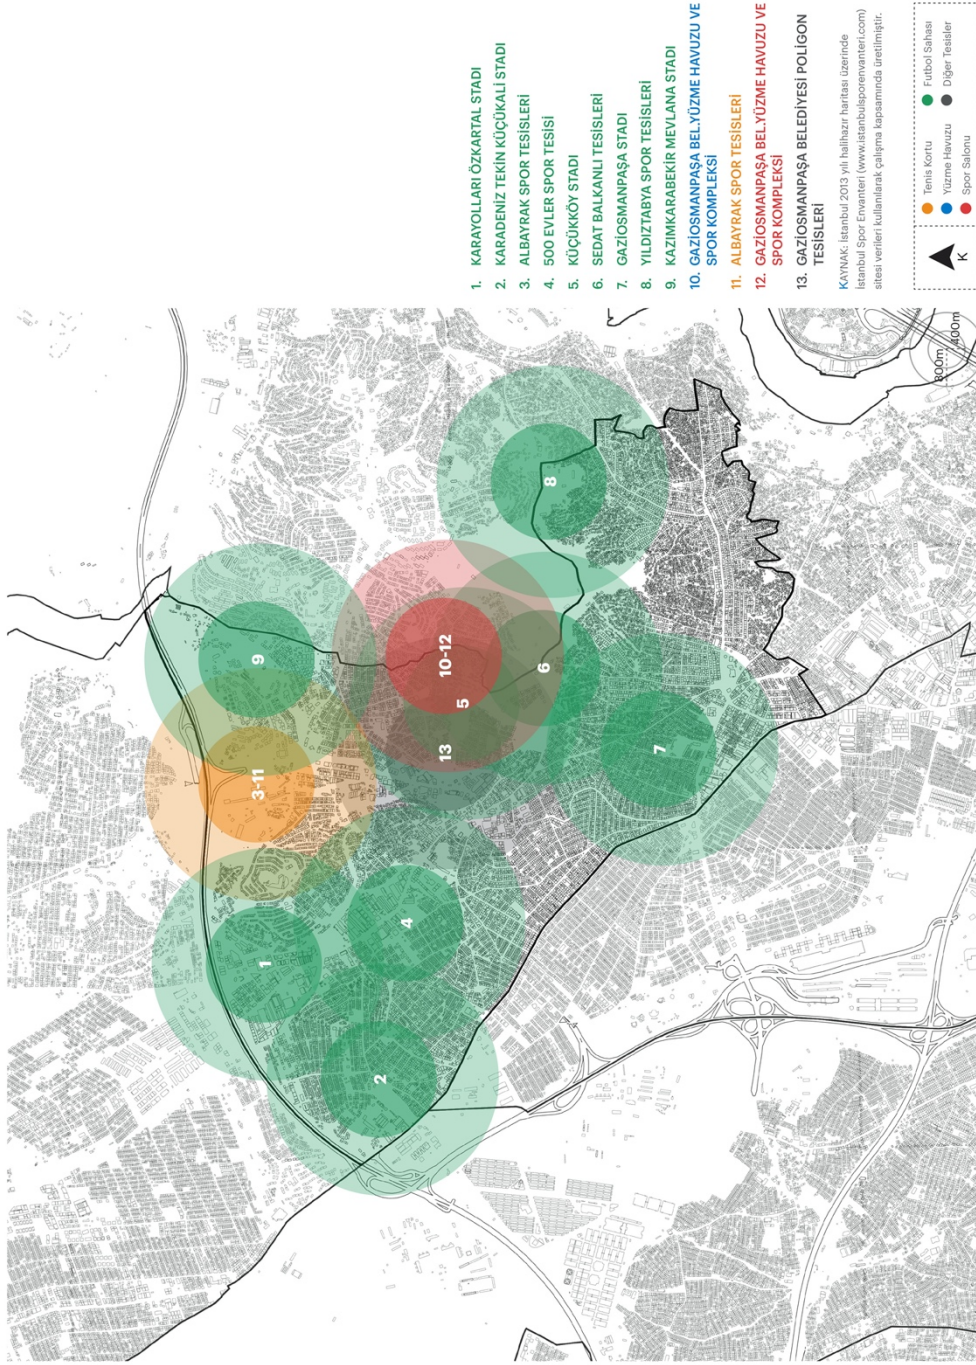 1. KARAYOLLARI ÖZKARTAL STADI
2. KARADENİZ TEKİN KÜÇÜKALİ STADI
3. ALBAYRAK SPOR TESİSLERİ
4. 500 EVLER SPOR TESİSİ
5. KÜÇÜKKÖY STADI
6. SEDAT BALKANLI TESİSLERİ
7. GAZİOSMANPAŞA STADI
8. YILDIZTABYA SPOR TESİSLERİ
9. KAZIMKARABEKİR MEVLANA STADI
10. GAZİOSMANPAŞA BEL.YÜZME HAVUZU VE
SPOR KOMPLEKSİ
11. ALBAYRAK SPOR TESİSLERİ
12. GAZİOSMANPAŞA BEL.YÜZME HAVUZU VE
SPOR KOMPLEKSİ
13. GAZİOSMANPAŞA BELEDİYESİ POLİGON
TESİSLERİ
KAYNAK: İstanbul 2013 yılı halihazır haritası üzerinde
İstanbul Spor Envanteri (www.istanbulsporenvanteri.com)
sitesi verileri kullanılarak çalışma kapsamında üretilmiştir.
K
Tenis Kortu
Yüzme Havuzu
Spor Salonu
Futbol Sahası
Diğer Tesisler
800m
400m
1
2
3-11
4
9
13
5
10-12
6
7
8